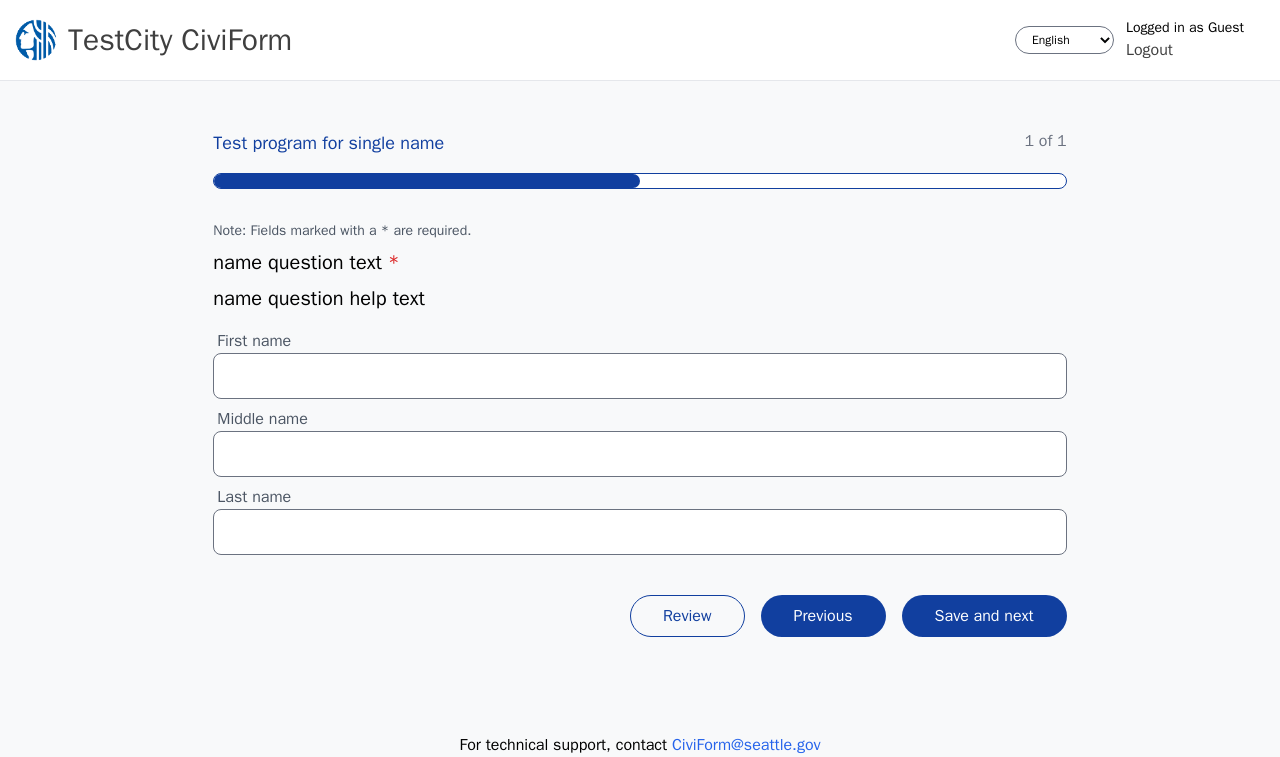 TestCity CiviForm
English
Logged in as Guest
Logout
Test program for single name
1 of 1
Note: Fields marked with a * are required.
name question text *
name question help text
First name
Middle name
Last name
Review
Previous
Save and next
For technical support, contact CiviForm@seattle.gov